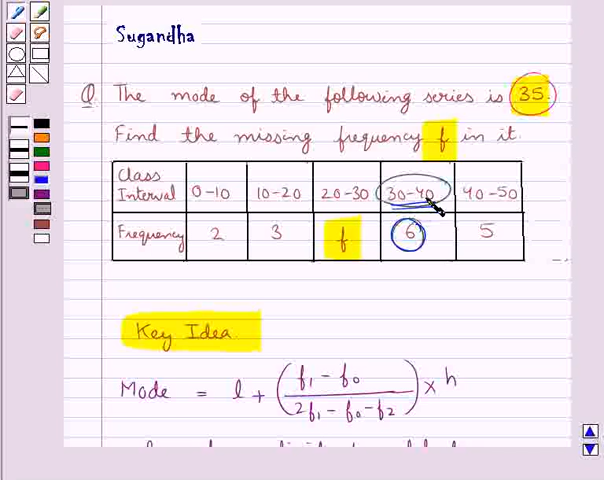 Sugandha
Q The mode of the following series is 35.
Find the missing frequency f in it.
Class Interval 0-10 10-20 20-30 30-40 40-50
Frequency 2 3 f 6 5
Key Idea
Mode = l + ( f1 - f0 / 2f1 - f0 - f2 ) × h